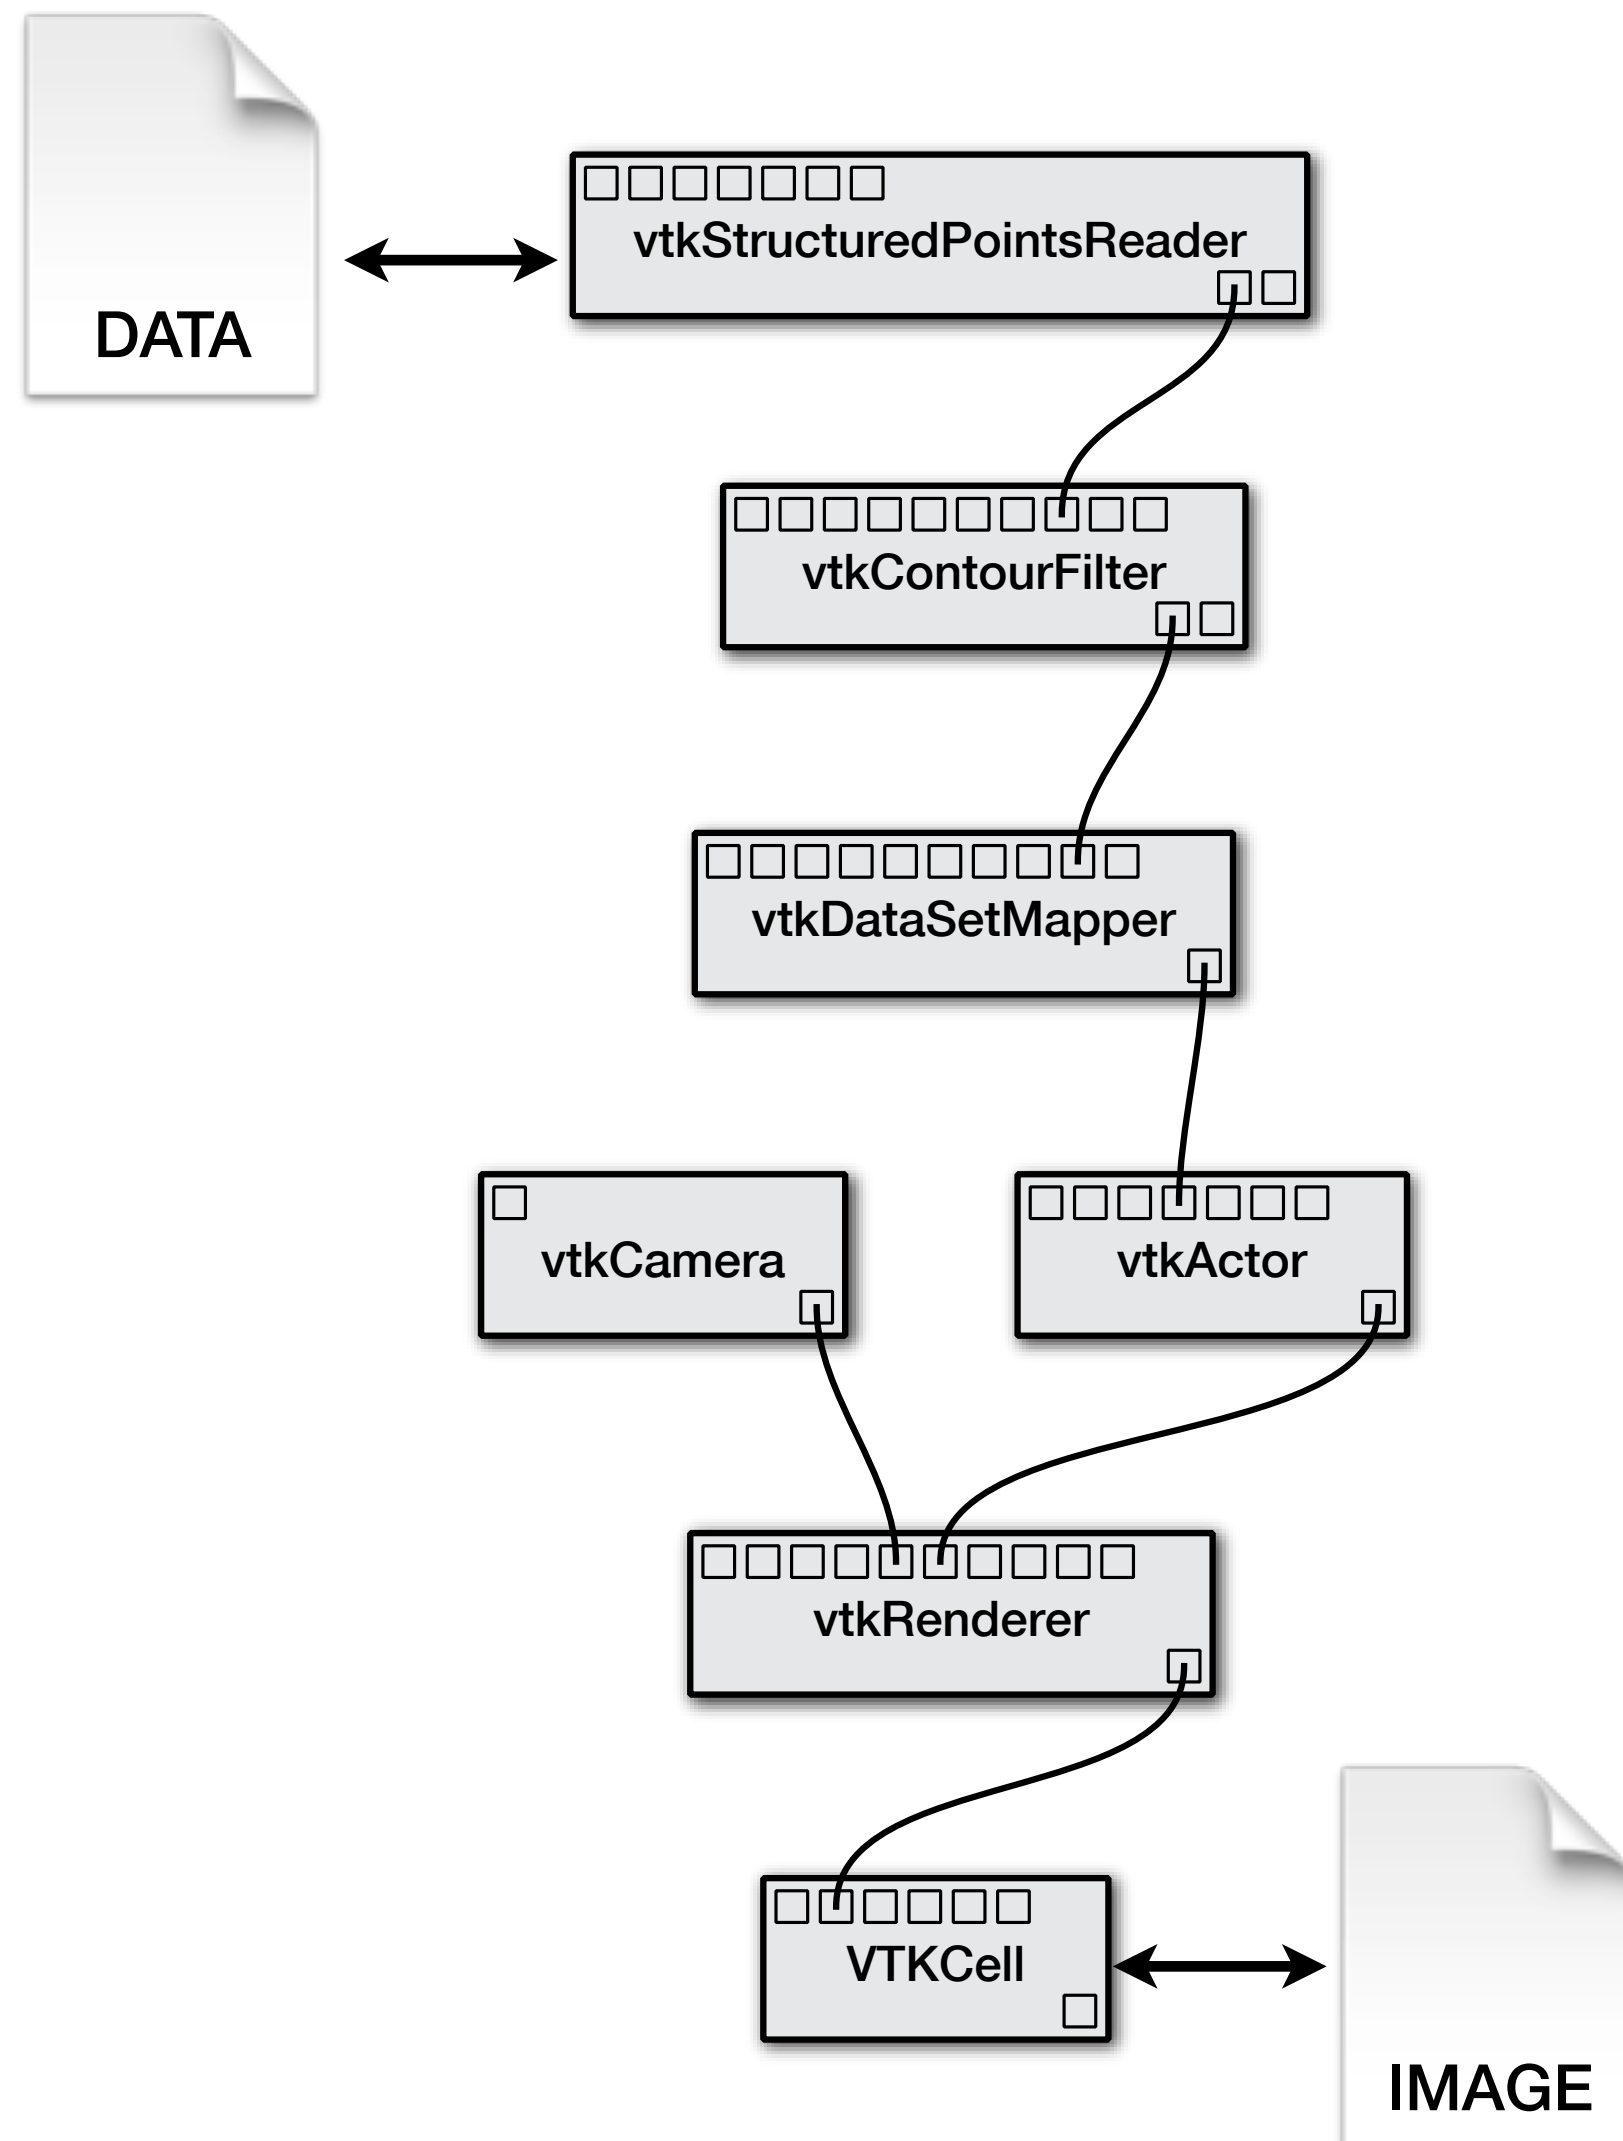 DATA
vtkStructuredPointsReader
vtkContourFilter
vtkDataSetMapper
vtkCamera
vtkActor
vtkRenderer
VTKCell
IMAGE